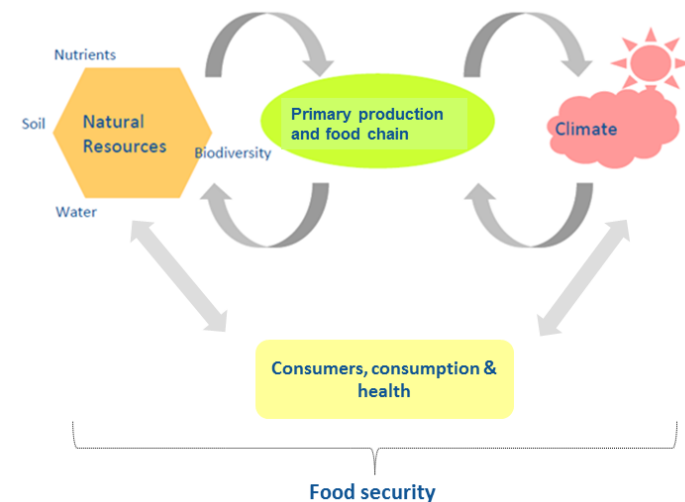 Nutrients
Soil
Natural
Resources
Biodiversity
Water
Primary production
and food chain
Climate
Consumers, consumption &
health
Food security